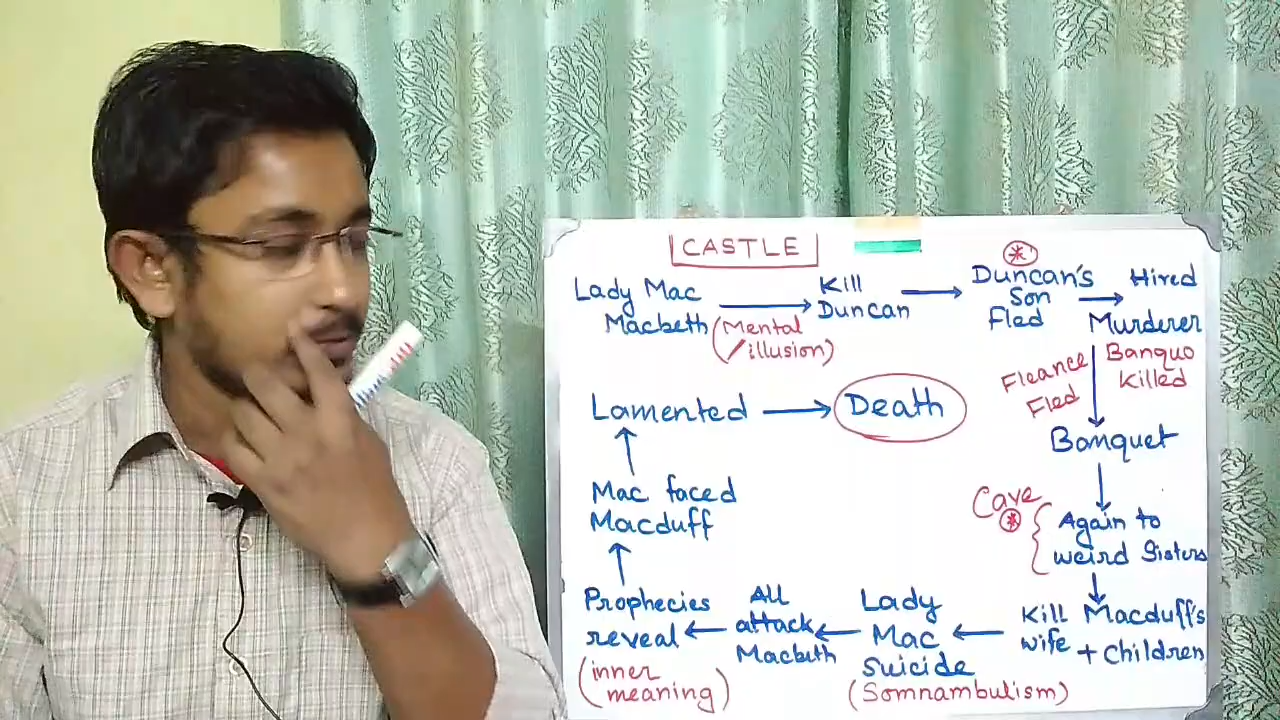 CASTLE
Lady Mac
Macbeth
(Mental
illusion)
Kill
Duncan
Duncan's
Son
Fled
Hired
Murderer
Fleance
Fled
Banquo
Killed
Banquet
Cave
Again to
weird Sisters
Kill Macduff's
wife + Children
Lady
Mac
suicide
(Somnambulism)
All
attack
Macbeth
Prophecies
reveal
(inner
meaning)
Mac faced
Macduff
Lamented
Death